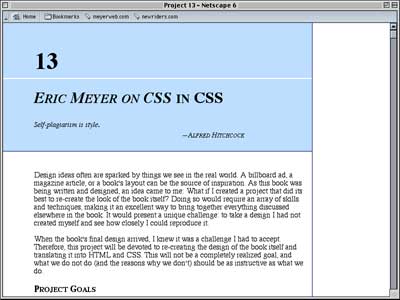 Project 13 - Netscape 6
Home Bookmarks meyerweb.com newriders.com
13
ERIC MEYER ON CSS IN CSS
Self-plagiarism is style.
—ALFRED HITCHCOCK
Design ideas often are sparked by things we see in the real world. A billboard ad, a
magazine article, or a book's layout can be the source of inspiration. As this book was
being written and designed, an idea came to me: What if I created a project that did its
best to re-create the look of the book itself? Doing so would require an array of skills
and techniques, making it an excellent way to bring together everything discussed
elsewhere in the book. It would present a unique challenge: to take a design I had not
created myself and see how closely I could reproduce it.
When the book's final design arrived, I knew it was a challenge I had to accept.
Therefore, this project will be devoted to re-creating the design of the book itself and
translating it into HTML and CSS. This will not be a completely realized goal, and
what we do not do (and the reasons why we don't) should be as instructive as what we
do.
PROJECT GOALS